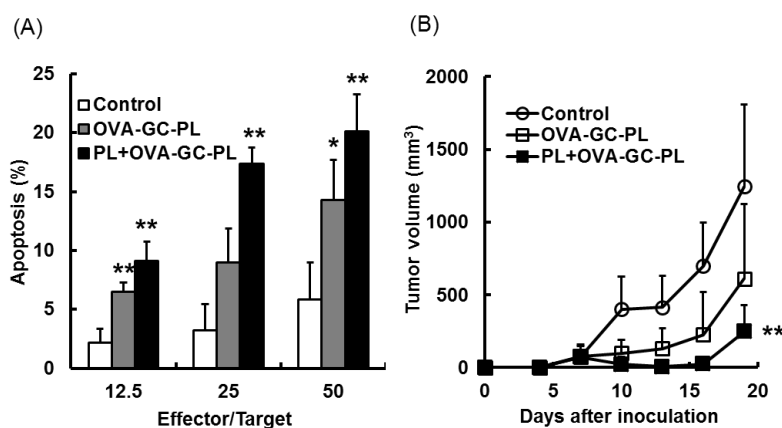 (A)
25
20
15
10
5
0
Apoptosis (%)
Control
OVA-GC-PL
PL+OVA-GC-PL
**
**
**
*
**
12.5 25 50
Effector/Target
(B)
2000
1500
1000
500
0
Tumor volume (mm³)
Control
OVA-GC-PL
PL+OVA-GC-PL
**
0 5 10 15 20
Days after inoculation